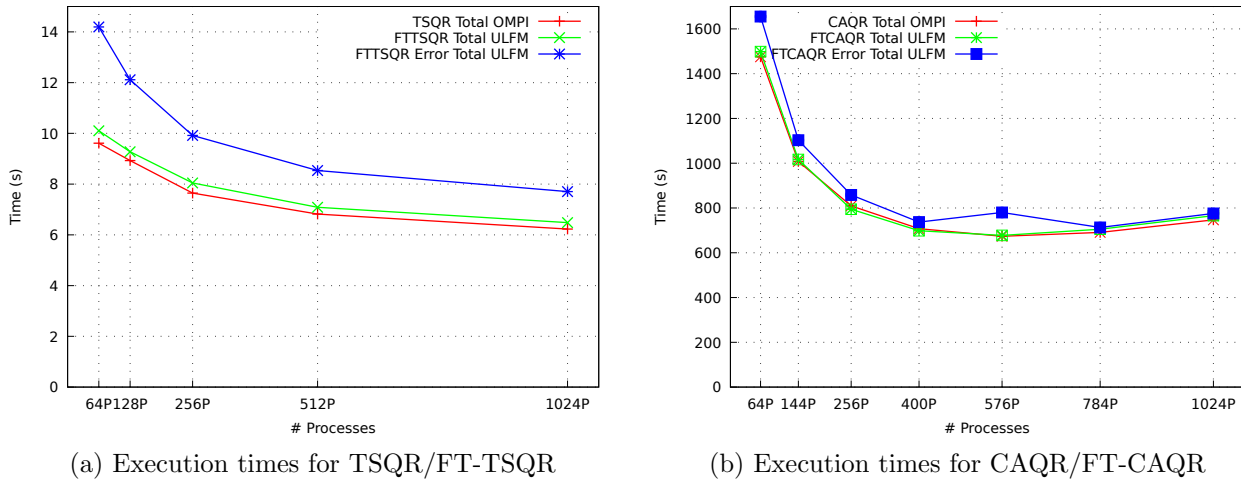 14
12
10
8
6
4
2
0
Time (s)
TSQR Total OMPI
FTTSQR Total ULFM
FTTSQR Error Total ULFM
64P 128P 256P 512P 1024P
# Processes
(a) Execution times for TSQR/FT-TSQR
1600
1400
1200
1000
800
600
400
200
0
Time (s)
CAQR Total OMPI
FTCAQR Total ULFM
FTCAQR Error Total ULFM
64P 144P 256P 400P 576P 784P 1024P
# Processes
(b) Execution times for CAQR/FT-CAQR